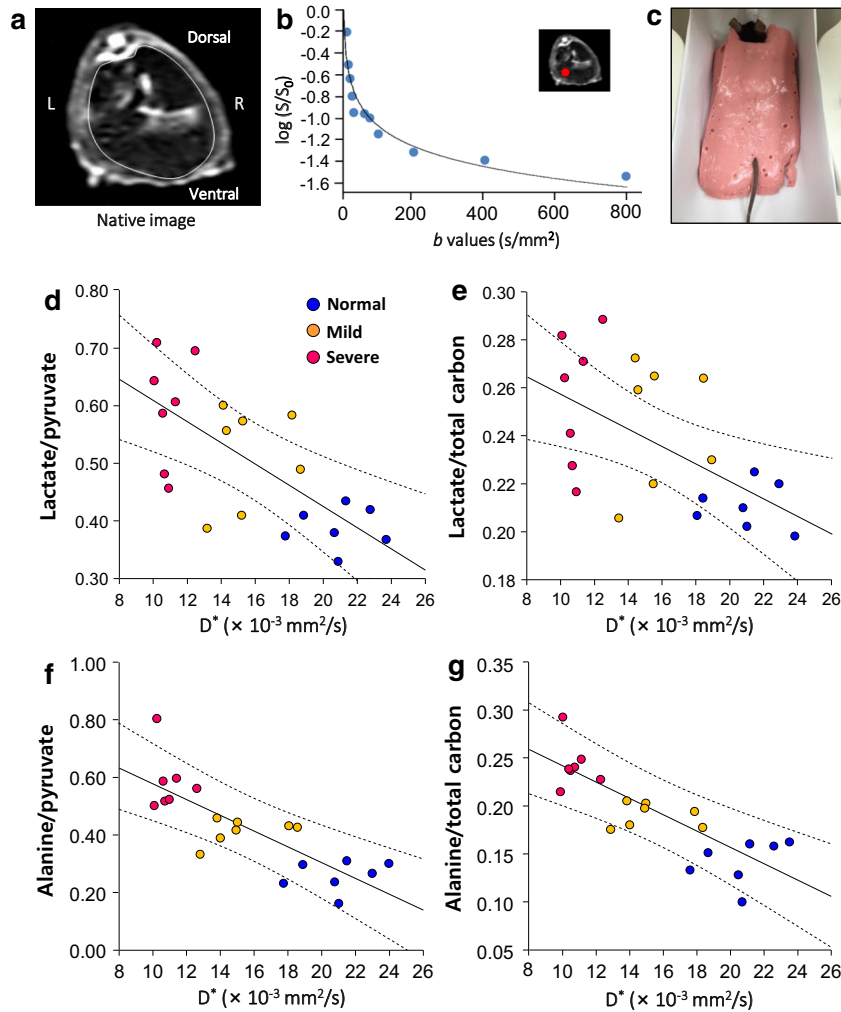 a
Dorsal
L
R
Ventral
Native image
b
0.0
-0.2
-0.4
-0.6
-0.8
-1.0
-1.2
-1.4
-1.6
log (S/S0)
0
200
400
600
800
b values (s/mm²)
c
d
0.80
0.70
0.60
0.50
0.40
0.30
Lactate/pyruvate
Normal
Mild
Severe
8 10 12 14 16 18 20 22 24 26
D* (× 10⁻³ mm²/s)
e
0.30
0.28
0.26
0.24
0.22
0.20
0.18
Lactate/total carbon
8 10 12 14 16 18 20 22 24 26
D* (× 10⁻³ mm²/s)
f
1.00
0.80
0.60
0.40
0.20
0.00
Alanine/pyruvate
8 10 12 14 16 18 20 22 24 26
D* (× 10⁻³ mm²/s)
g
0.35
0.30
0.25
0.20
0.15
0.10
0.05
Alanine/total carbon
8 10 12 14 16 18 20 22 24 26
D* (× 10⁻³ mm²/s)